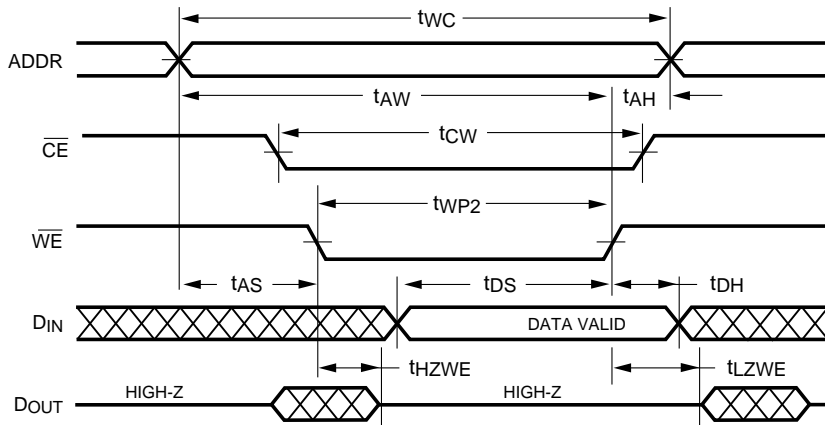 tWC
ADDR
tAW
tAH
CE
tCW
tWP2
WE
tAS
tDS
tDH
DIN
DATA VALID
tHZWE
tLZWE
DOUT
HIGH-Z
HIGH-Z